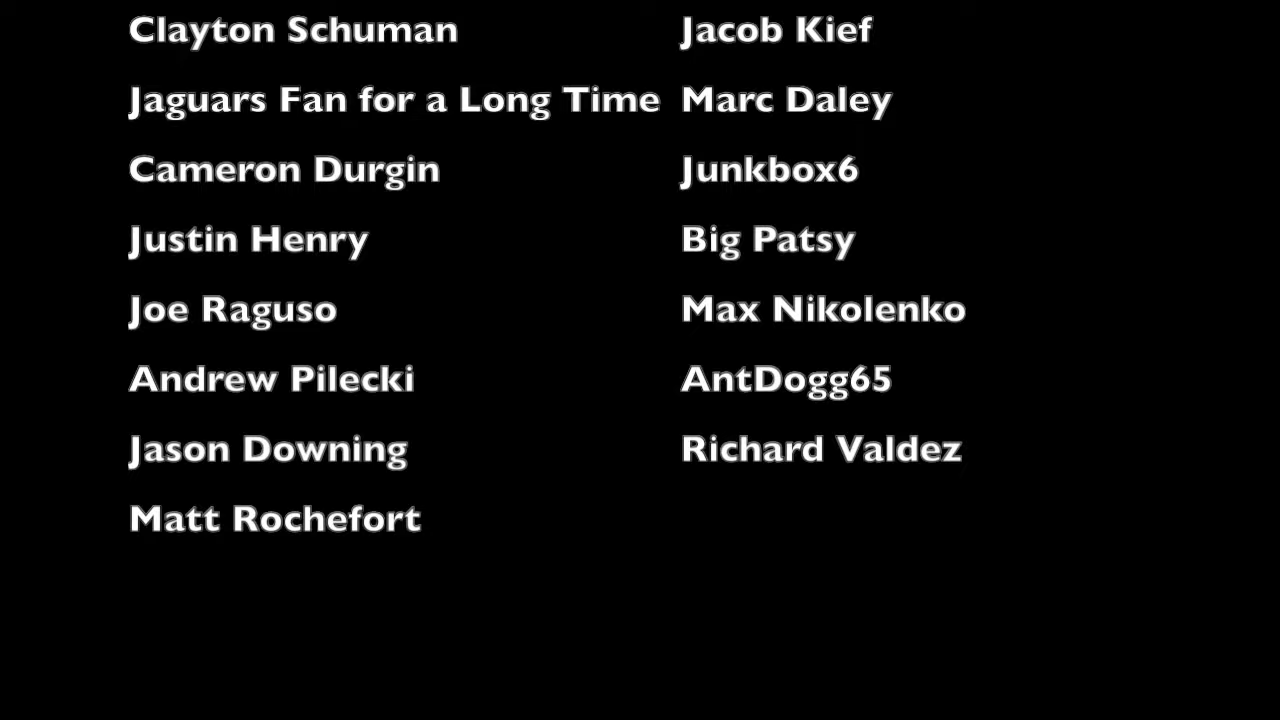 Clayton Schuman
Jaguars Fan for a Long Time
Cameron Durgin
Justin Henry
Joe Raguso
Andrew Pilecki
Jason Downing
Matt Rochefort
Jacob Kief
Marc Daley
Junkbox6
Big Patsy
Max Nikolenko
AntDogg65
Richard Valdez